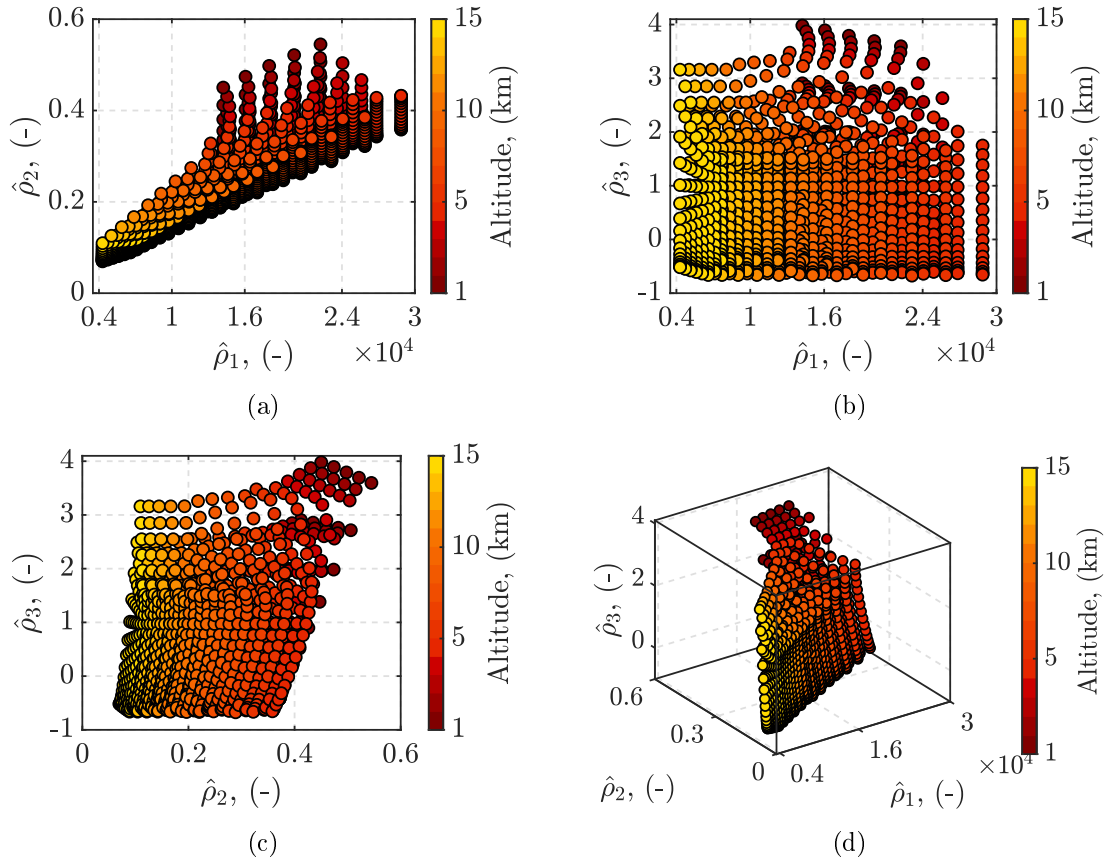 0.6
0.4
0.2
0
ρ̂₂, (-)
0.4 1 1.6 2.4 3
ρ̂₁, (-) ×10⁴
15
10
5
1
Altitude, (km)
(a)
4
3
2
1
0
-1
ρ̂₃, (-)
0.4 1 1.6 2.4 3
ρ̂₁, (-) ×10⁴
15
10
5
1
Altitude, (km)
(b)
4
3
2
1
0
-1
ρ̂₃, (-)
0 0.2 0.4 0.6
ρ̂₂, (-)
15
10
5
1
Altitude, (km)
(c)
4
2
0
ρ̂₃, (-)
0.6 0.3 0
ρ̂₂, (-)
0.4 1.6 3
ρ̂₁, (-) ×10⁴
15
10
5
1
Altitude, (km)
(d)